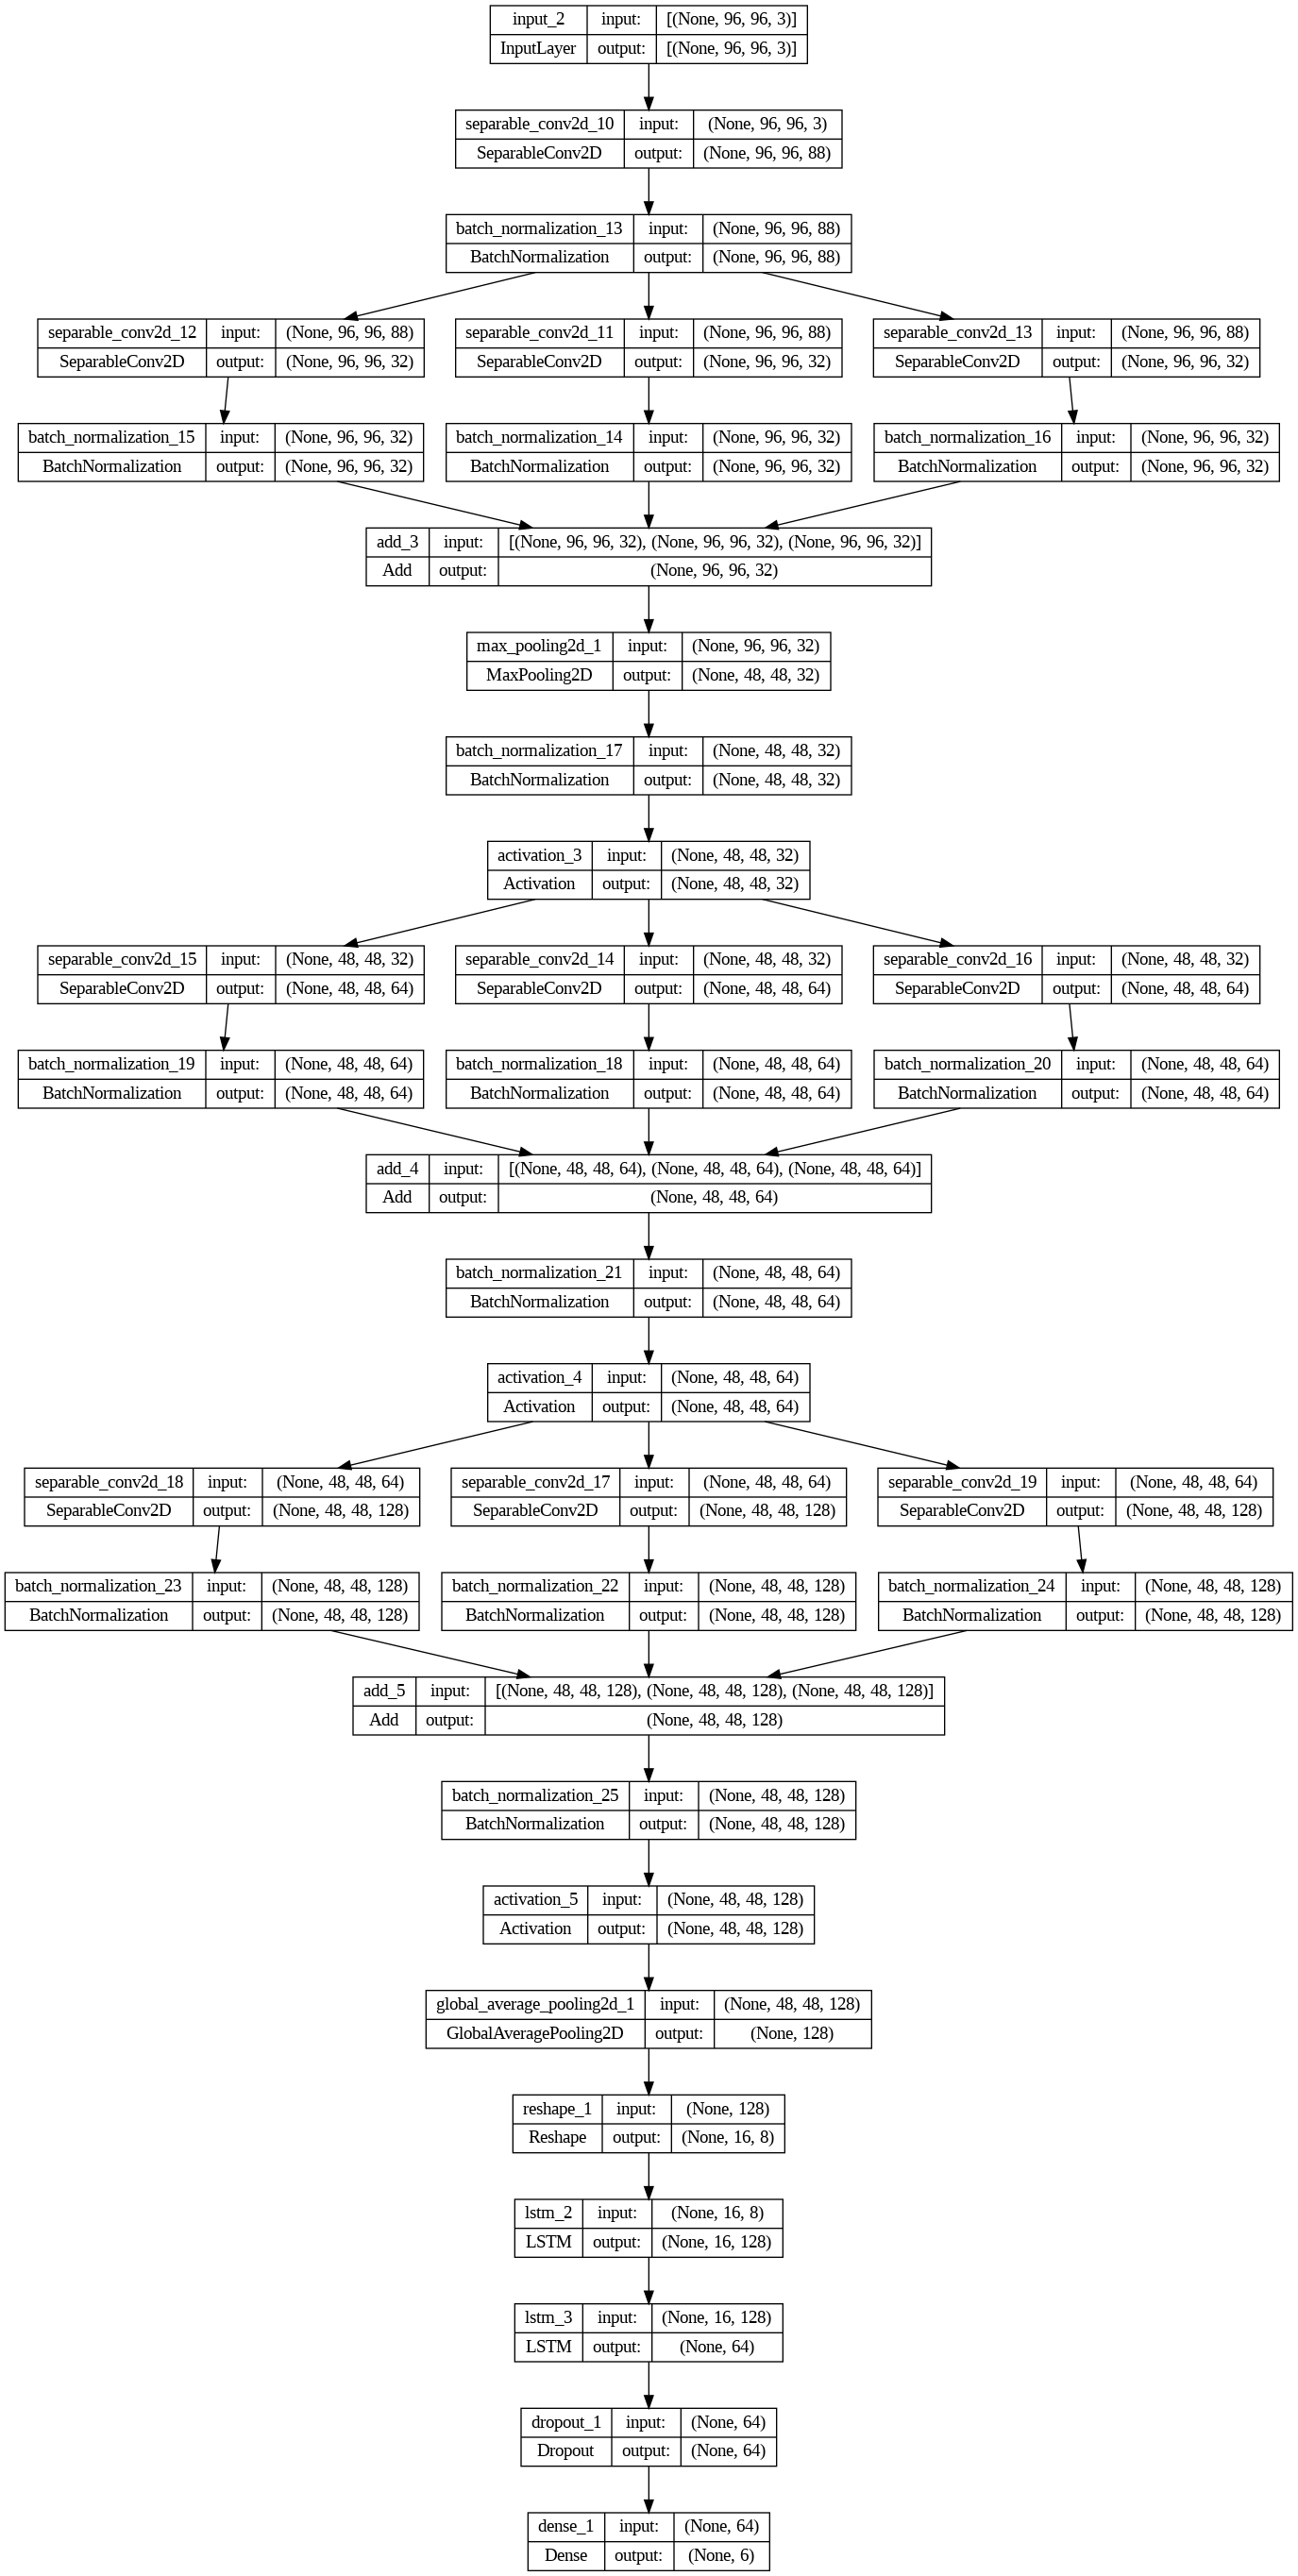 input_2 input: [(None, 96, 96, 3)]
InputLayer output: [(None, 96, 96, 3)]
separable_conv2d_10 input: (None, 96, 96, 3)
SeparableConv2D output: (None, 96, 96, 88)
batch_normalization_13 input: (None, 96, 96, 88)
BatchNormalization output: (None, 96, 96, 88)
separable_conv2d_12 input: (None, 96, 96, 88)
SeparableConv2D output: (None, 96, 96, 32)
separable_conv2d_11 input: (None, 96, 96, 88)
SeparableConv2D output: (None, 96, 96, 32)
separable_conv2d_13 input: (None, 96, 96, 88)
SeparableConv2D output: (None, 96, 96, 32)
batch_normalization_15 input: (None, 96, 96, 32)
BatchNormalization output: (None, 96, 96, 32)
batch_normalization_14 input: (None, 96, 96, 32)
BatchNormalization output: (None, 96, 96, 32)
batch_normalization_16 input: (None, 96, 96, 32)
BatchNormalization output: (None, 96, 96, 32)
add_3 input: [(None, 96, 96, 32), (None, 96, 96, 32), (None, 96, 96, 32)]
Add output: (None, 96, 96, 32)
max_pooling2d_1 input: (None, 96, 96, 32)
MaxPooling2D output: (None, 48, 48, 32)
batch_normalization_17 input: (None, 48, 48, 32)
BatchNormalization output: (None, 48, 48, 32)
activation_3 input: (None, 48, 48, 32)
Activation output: (None, 48, 48, 32)
separable_conv2d_15 input: (None, 48, 48, 32)
SeparableConv2D output: (None, 48, 48, 64)
separable_conv2d_14 input: (None, 48, 48, 32)
SeparableConv2D output: (None, 48, 48, 64)
separable_conv2d_16 input: (None, 48, 48, 32)
SeparableConv2D output: (None, 48, 48, 64)
batch_normalization_19 input: (None, 48, 48, 64)
BatchNormalization output: (None, 48, 48, 64)
batch_normalization_18 input: (None, 48, 48, 64)
BatchNormalization output: (None, 48, 48, 64)
batch_normalization_20 input: (None, 48, 48, 64)
BatchNormalization output: (None, 48, 48, 64)
add_4 input: [(None, 48, 48, 64), (None, 48, 48, 64), (None, 48, 48, 64)]
Add output: (None, 48, 48, 64)
batch_normalization_21 input: (None, 48, 48, 64)
BatchNormalization output: (None, 48, 48, 64)
activation_4 input: (None, 48, 48, 64)
Activation output: (None, 48, 48, 64)
separable_conv2d_18 input: (None, 48, 48, 64)
SeparableConv2D output: (None, 48, 48, 128)
separable_conv2d_17 input: (None, 48, 48, 64)
SeparableConv2D output: (None, 48, 48, 128)
separable_conv2d_19 input: (None, 48, 48, 64)
SeparableConv2D output: (None, 48, 48, 128)
batch_normalization_23 input: (None, 48, 48, 128)
BatchNormalization output: (None, 48, 48, 128)
batch_normalization_22 input: (None, 48, 48, 128)
BatchNormalization output: (None, 48, 48, 128)
batch_normalization_24 input: (None, 48, 48, 128)
BatchNormalization output: (None, 48, 48, 128)
add_5 input: [(None, 48, 48, 128), (None, 48, 48, 128), (None, 48, 48, 128)]
Add output: (None, 48, 48, 128)
batch_normalization_25 input: (None, 48, 48, 128)
BatchNormalization output: (None, 48, 48, 128)
activation_5 input: (None, 48, 48, 128)
Activation output: (None, 48, 48, 128)
global_average_pooling2d_1 input: (None, 48, 48, 128)
GlobalAveragePooling2D output: (None, 128)
reshape_1 input: (None, 128)
Reshape output: (None, 16, 8)
lstm_2 input: (None, 16, 8)
LSTM output: (None, 16, 128)
lstm_3 input: (None, 16, 128)
LSTM output: (None, 64)
dropout_1 input: (None, 64)
Dropout output: (None, 64)
dense_1 input: (None, 64)
Dense output: (None, 6)